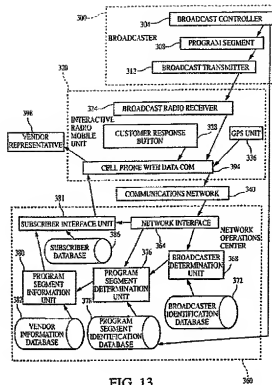 300
304
BROADCAST CONTROLLER
BROADCASTER
308
PROGRAM SEGMENT
312
BROADCAST TRANSMITTER
320
INTERACTIVE
RADIO
MOBILE
UNIT
324
BROADCAST RADIO RECEIVER
CUSTOMER RESPONSE
BUTTON
328
GPS UNIT
336
398
VENDOR
REPRESENTATIVE
CELL PHONE WITH DATA COM
394
COMMUNICATIONS NETWORK
340
381
SUBSCRIBER INTERFACE UNIT
NETWORK INTERFACE
364
NETWORK
OPERATIONS
CENTER
386
SUBSCRIBER
DATABASE
376
BROADCASTER
DETERMINATION
UNIT
368
380
PROGRAM
SEGMENT
INFORMATION
UNIT
PROGRAM
SEGMENT
DETERMINATION
UNIT
372
382
378
VENDOR
INFORMATION
DATABASE
PROGRAM
SEGMENT IDENTIFICATION
DATABASE
BROADCASTER
IDENTIFICATION
DATABASE
360
FIG. 13